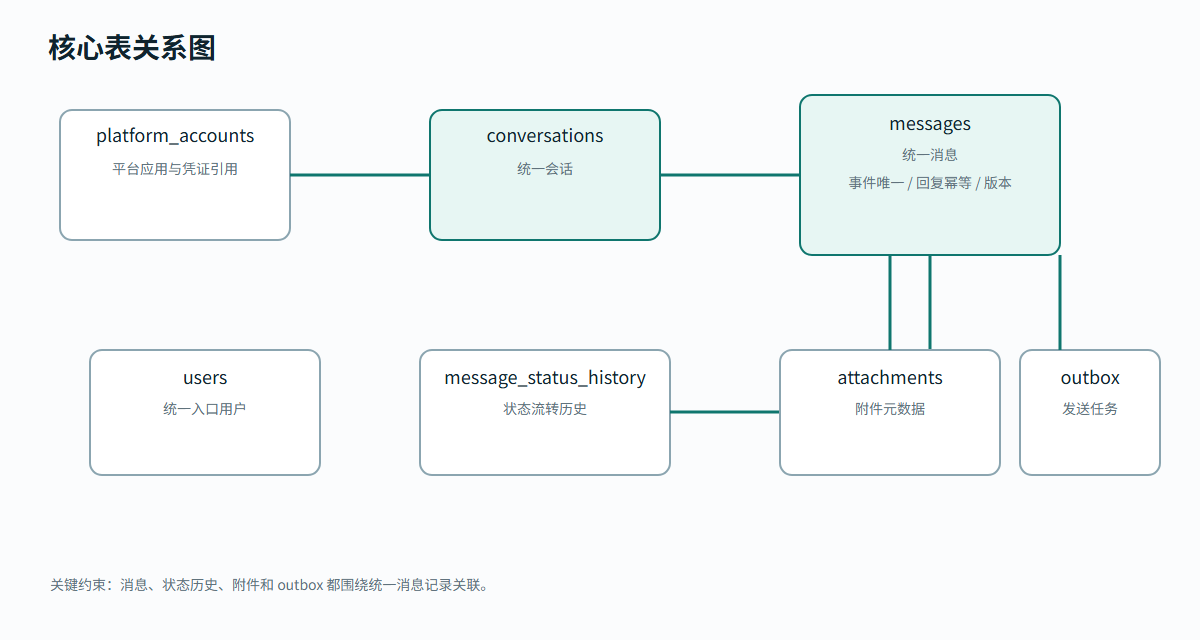 核心表关系图
platform_accounts
平台应用与凭证引用
conversations
统一会话
messages
统一消息
事件唯一 / 回复幂等 / 版本
users
统一入口用户
message_status_history
状态流转历史
attachments
附件元数据
outbox
发送任务
关键约束：消息、状态历史、附件和 outbox 都围绕统一消息记录关联。